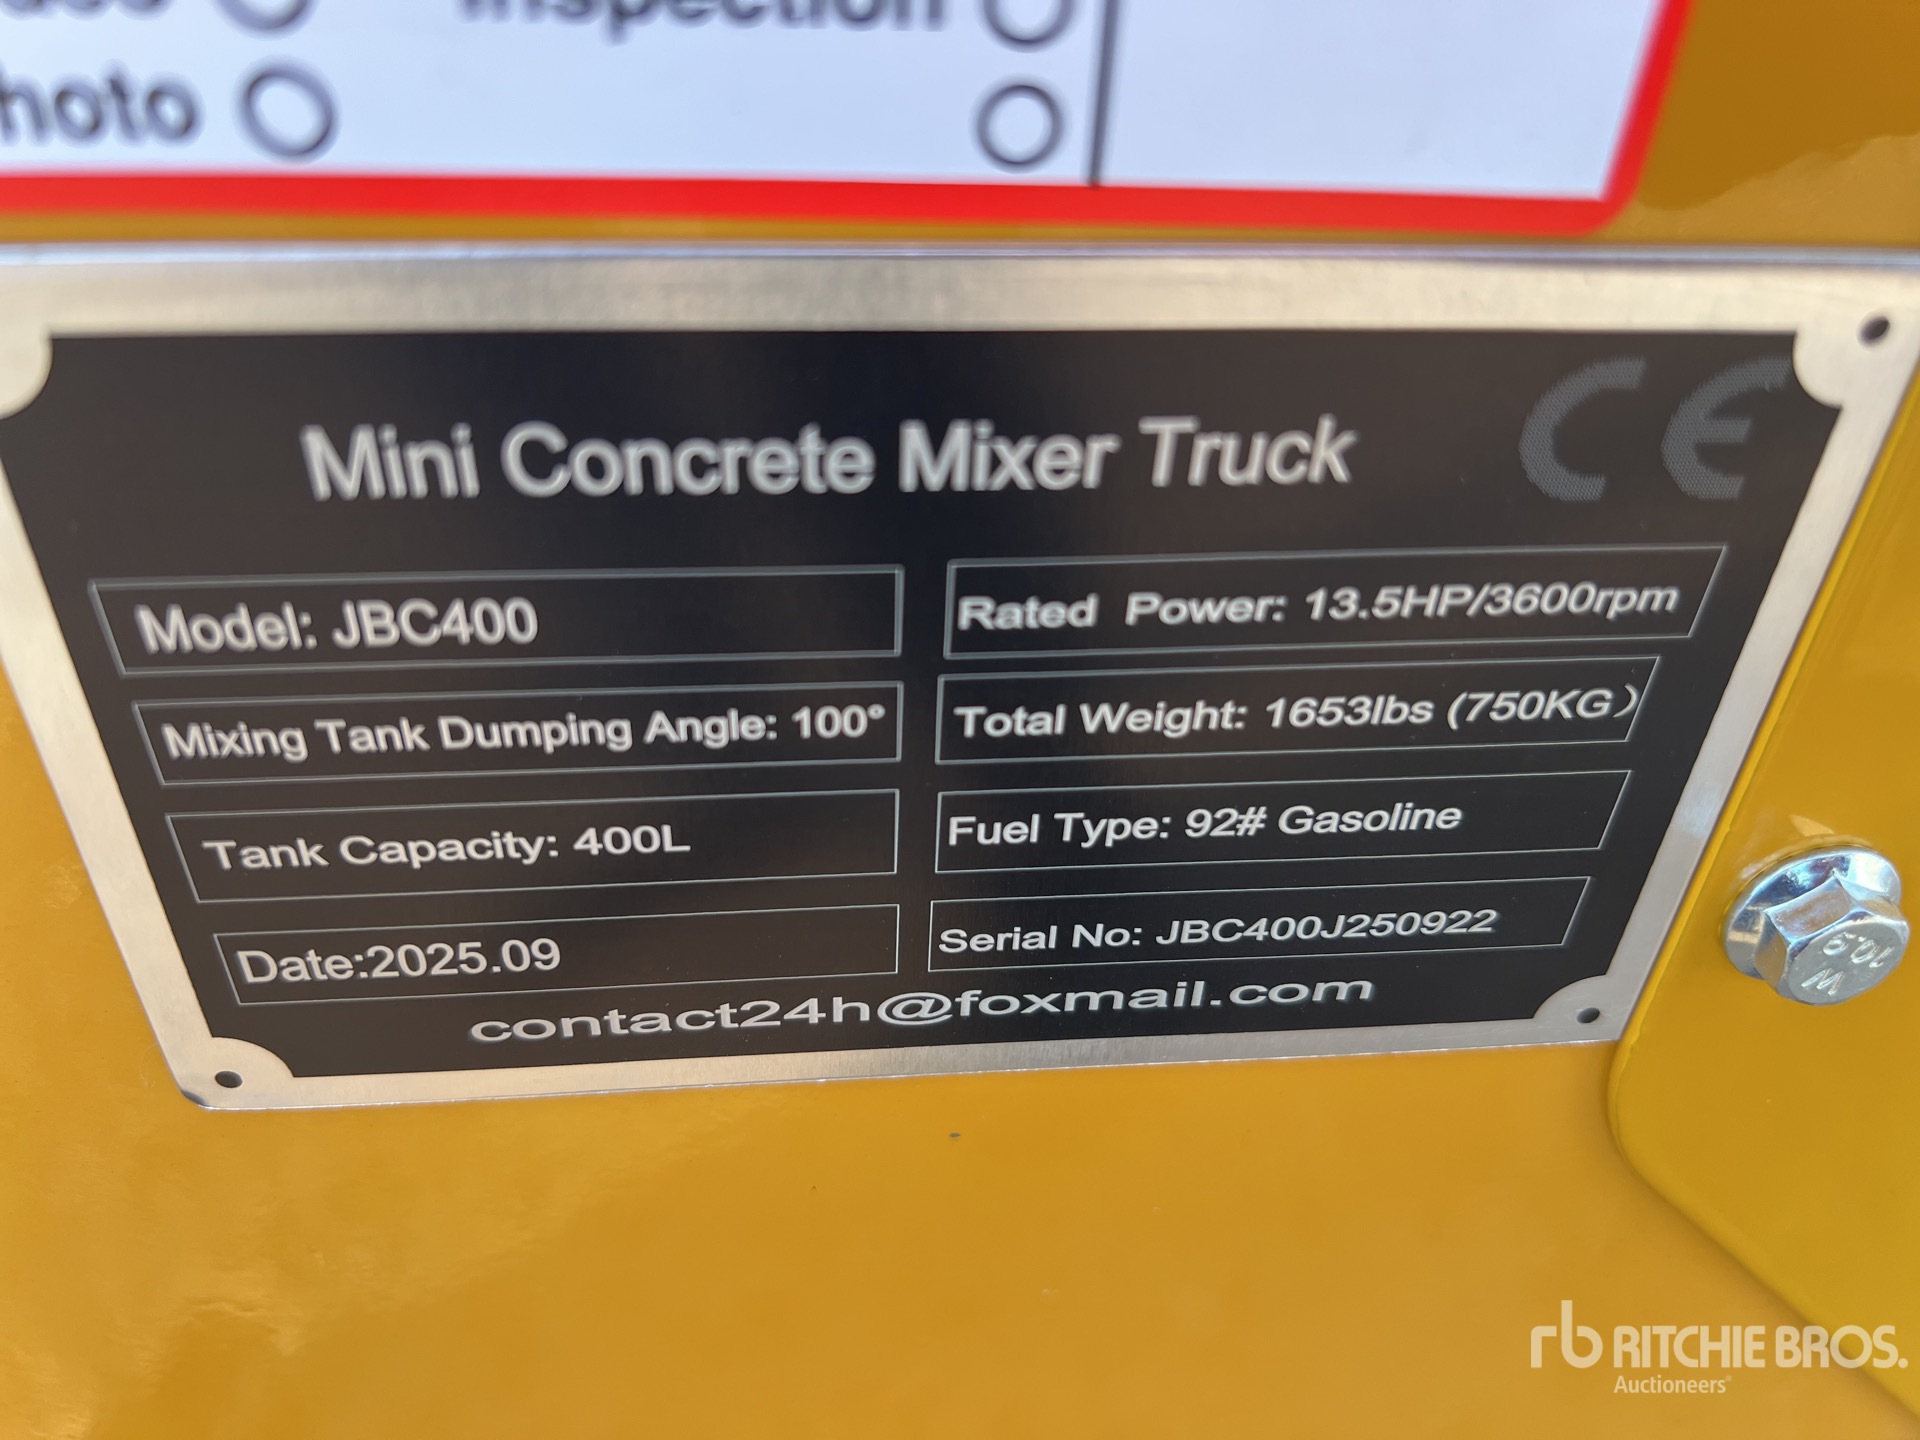 Inspection
hoto
Mini Concrete Mixer Truck
CE
Model: JBC400
Rated Power: 13.5HP/3600rpm
Mixing Tank Dumping Angle: 100°
Total Weight: 1653lbs (750KG)
Tank Capacity: 400L
Fuel Type: 92# Gasoline
Date:2025.09
Serial No: JBC400J250922
contact24h@foxmail.com
10.9
W
rb RITCHIE BROS.
Auctioneers